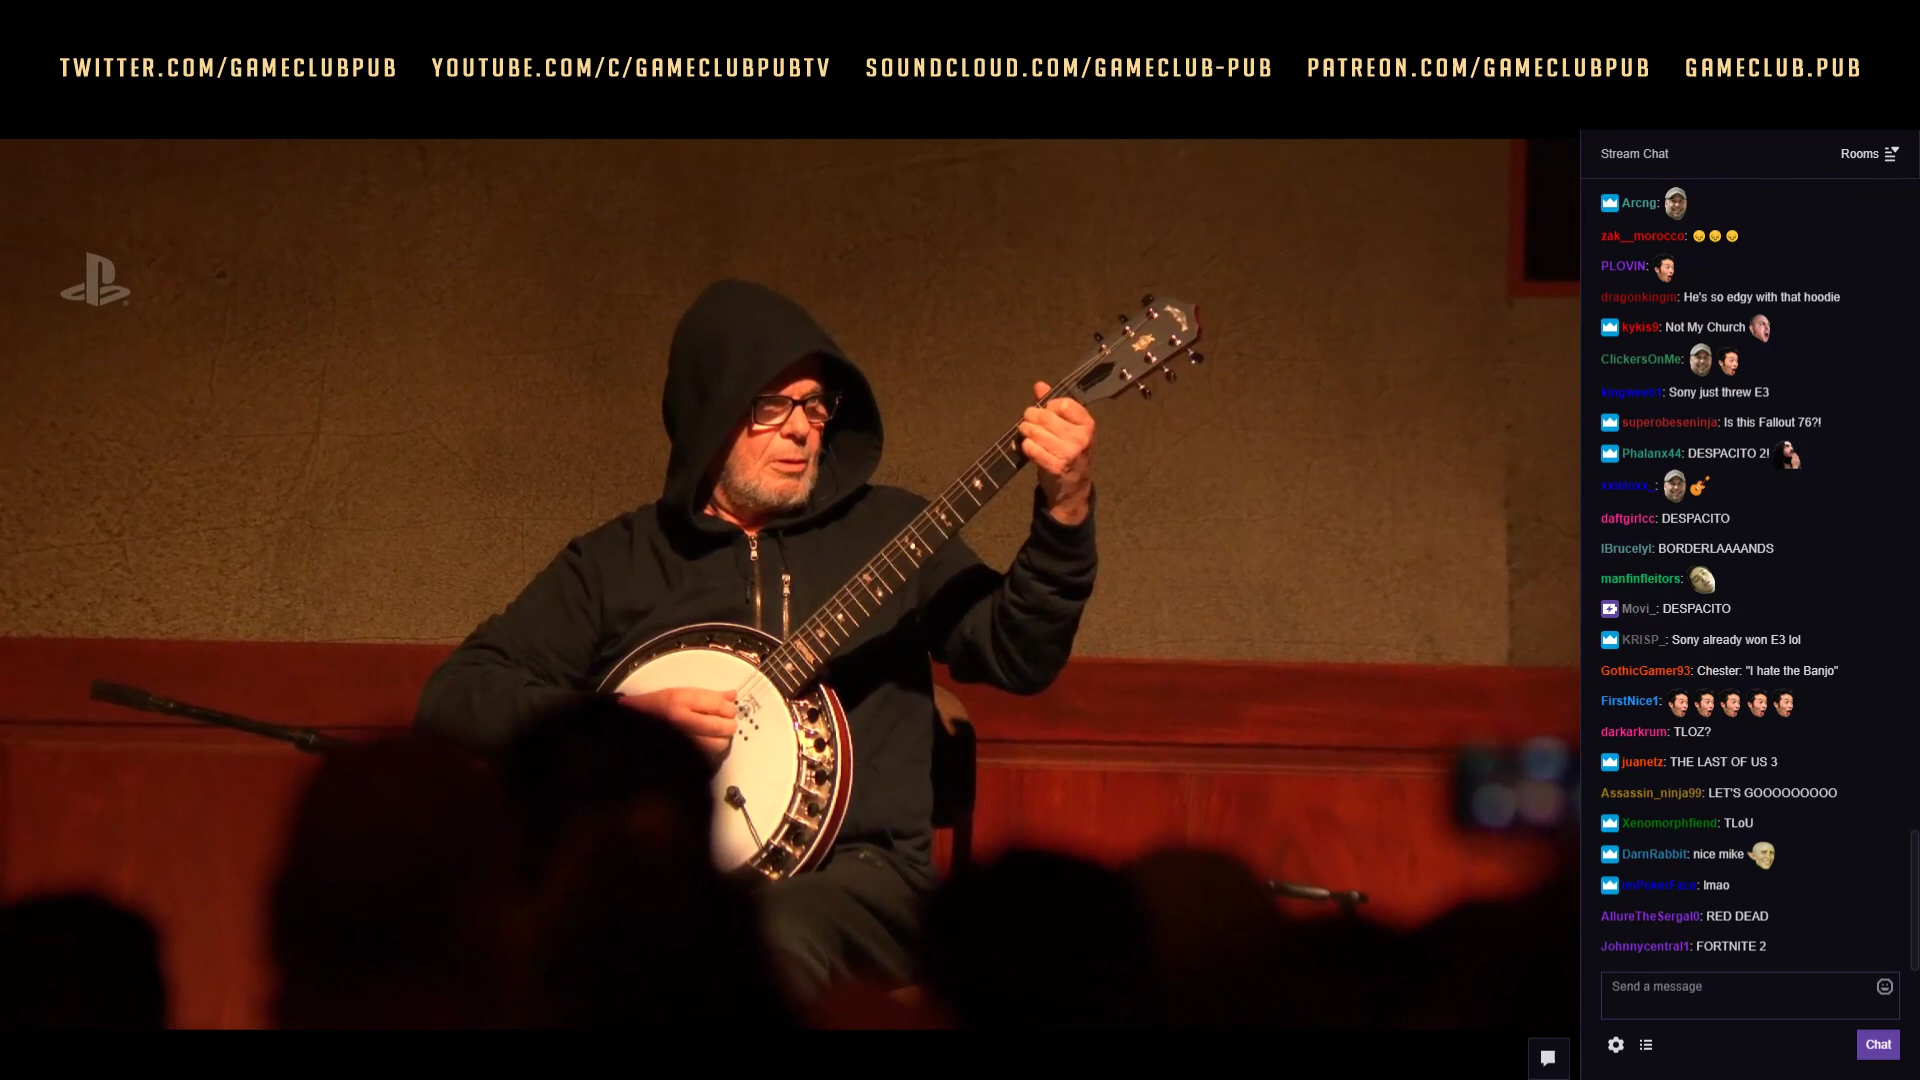 TWITTER.COM/GAMECLUBPUB YOUTUBE.COM/C/GAMECLUBPUBTV SOUNDCLOUD.COM/GAMECLUB-PUB PATREON.COM/GAMECLUBPUB GAMECLUB.PUB
Stream Chat Rooms
Arcng:
zak__morocco: 😞 😞 😞
PLOVIN:
dragonkingm: He's so edgy with that hoodie
kykis9: Not My Church
ClickersOnMe:
Sony just threw E3
superobeseninja: Is this Fallout 76?!
Phalanx44: DESPACITO 2!
🎸
daftgirlcc: DESPACITO
lBrucelyl: BORDERLAAAANDS
manfinfleitors:
Movi_: DESPACITO
KRISP_: Sony already won E3 lol
GothicGamer93: Chester: "I hate the Banjo"
FirstNice1:
darkarkrum: TLOZ?
juanetz: THE LAST OF US 3
Assassin_ninja99: LET'S GOOOOOOOOO
Xenomorphfiend: TLoU
DarnRabbit: nice mike
imPokerFace: lmao
AllureTheSergal0: RED DEAD
Johnnycentral1: FORTNITE 2
Send a message
Chat